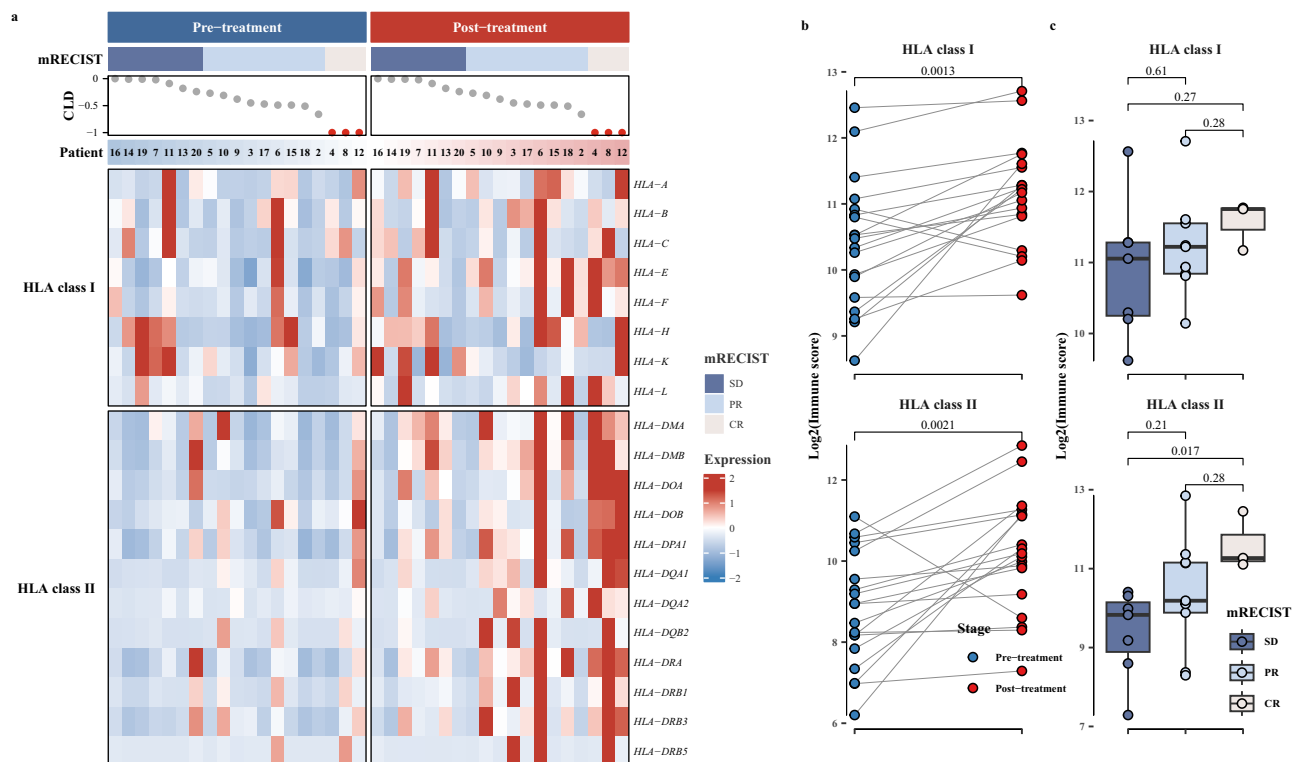 a
Pre−treatment
Post−treatment
mRECIST
CLD
0
−0.5
−1
Patient
16 14 19 7 11 13 20 5 10 9 3 17 6 15 18 2 4 8 12
16 14 19 7 11 13 20 5 10 9 3 17 6 15 18 2 4 8 12
HLA class I
HLA−A
HLA−B
HLA−C
HLA−E
HLA−F
HLA−H
HLA−K
HLA−L
HLA class II
HLA−DMA
HLA−DMB
HLA−DOA
HLA−DOB
HLA−DPA1
HLA−DQA1
HLA−DQA2
HLA−DQB2
HLA−DRA
HLA−DRB1
HLA−DRB3
HLA−DRB5
mRECIST
SD
PR
CR
Expression
2
1
0
−1
−2
b
HLA class I
0.0013
13
12
11
10
9
8
Log2(Immune score)
HLA class II
0.0021
12
10
8
6
Stage
Pre−treatment
Post−treatment
c
HLA class I
0.61
0.27
0.28
13
12
11
10
Log2(Immune score)
HLA class II
0.21
0.017
0.28
13
11
9
7
mRECIST
SD
PR
CR